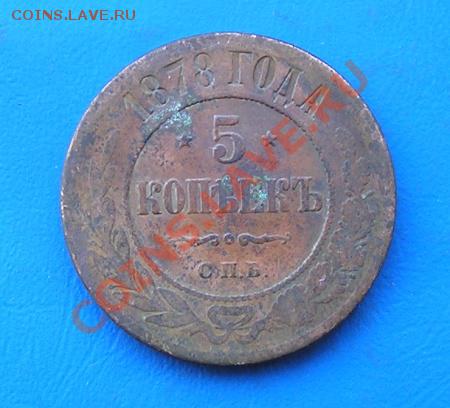 COINS.LAVE.RU
1878 ГОДА
* 5 *
КОПѢЕКЪ
С.П.Б.
COINS.LAVE.RU